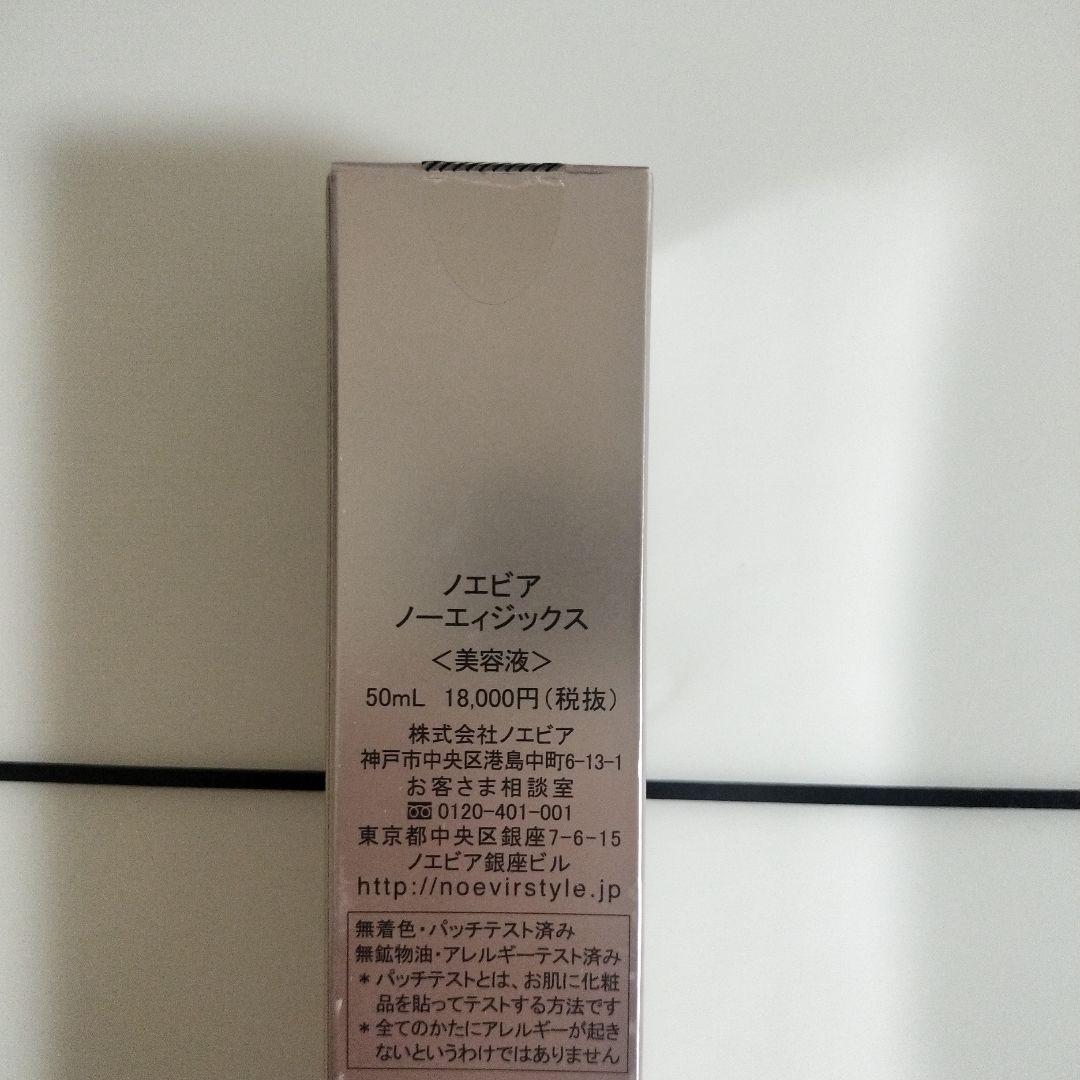 ノエビア
ノーエィジックス
＜美容液＞
50mL 18,000円(税抜)
株式会社ノエビア
神戸市中央区港島中町6-13-1
お客さま相談室
0120-401-001
東京都中央区銀座7-6-15
ノエビア銀座ビル
http://noevirstyle.jp
無着色・パッチテスト済み
無鉱物油・アレルギーテスト済み
＊パッチテストとは、お肌に化粧
品を貼ってテストする方法です
＊全てのかたにアレルギーが起き
ないというわけではありません